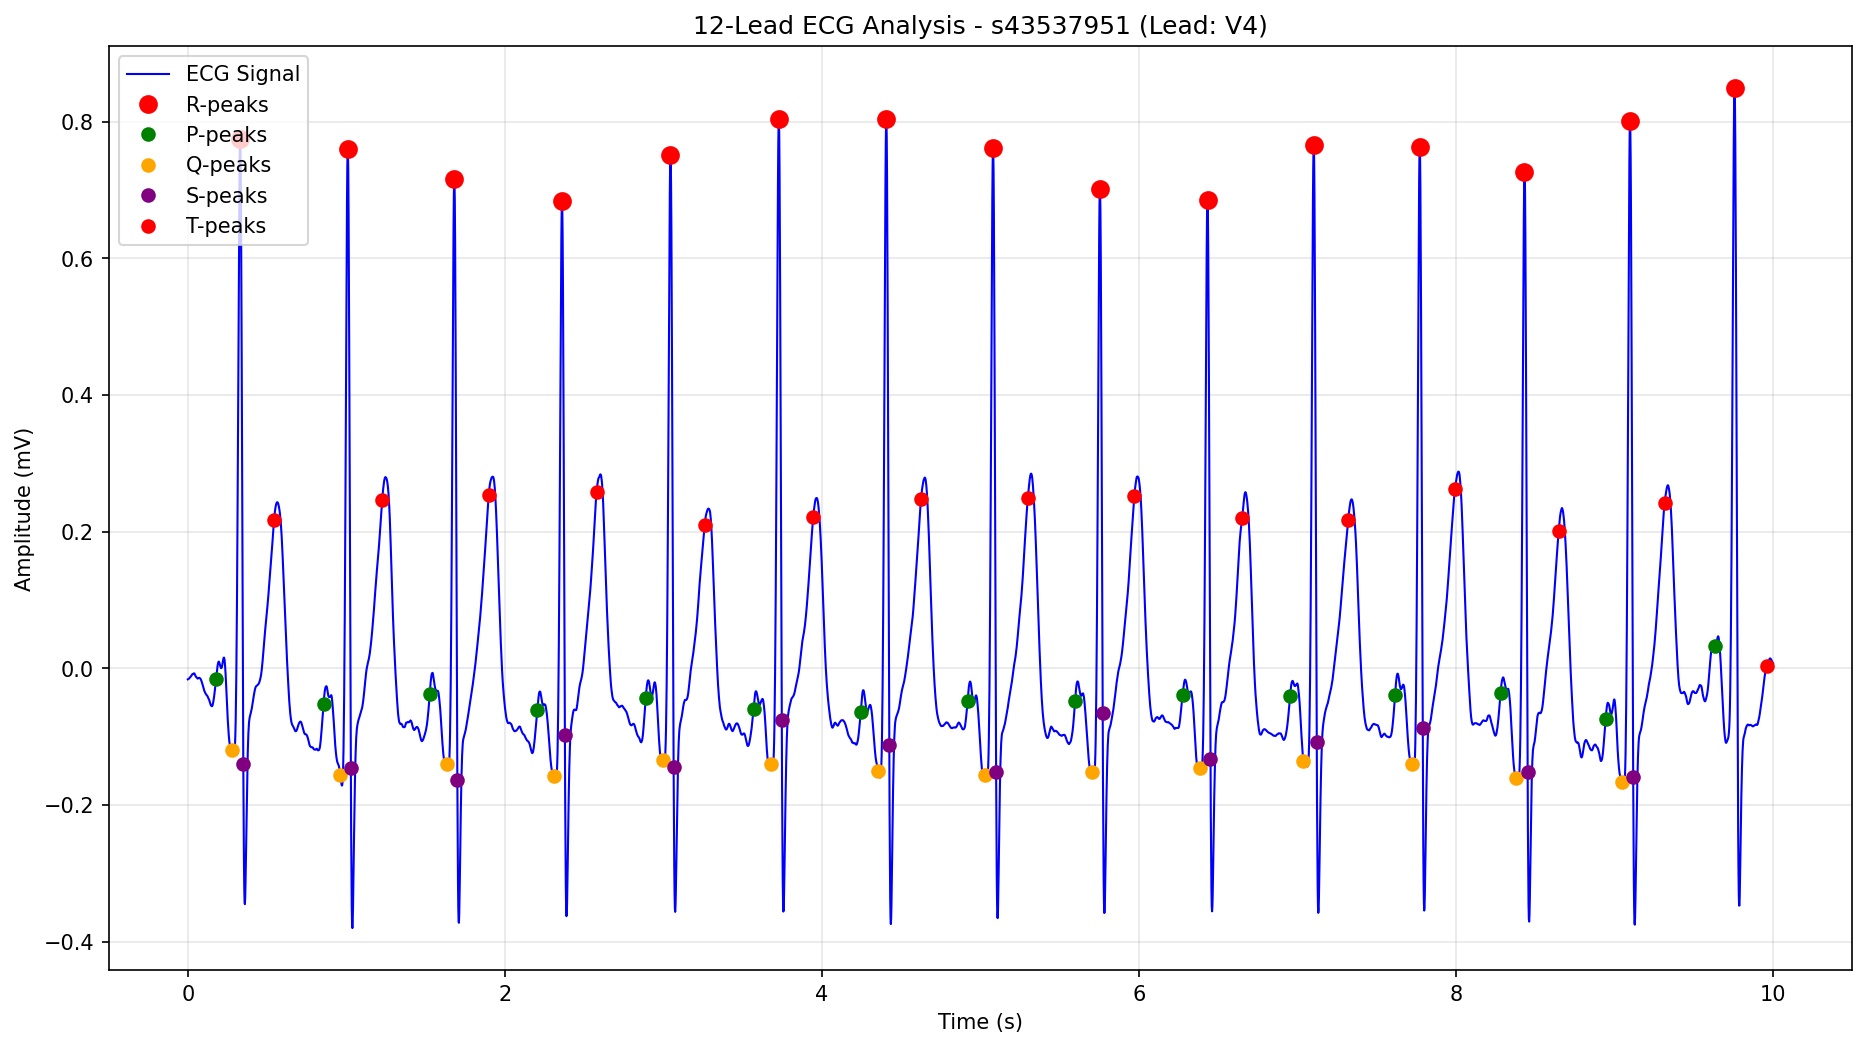 12-Lead ECG Analysis - s43537951 (Lead: V4)
ECG Signal
R-peaks
P-peaks
Q-peaks
S-peaks
T-peaks
Amplitude (mV)
0.8
0.6
0.4
0.2
0.0
−0.2
−0.4
0 2 4 6 8 10
Time (s)